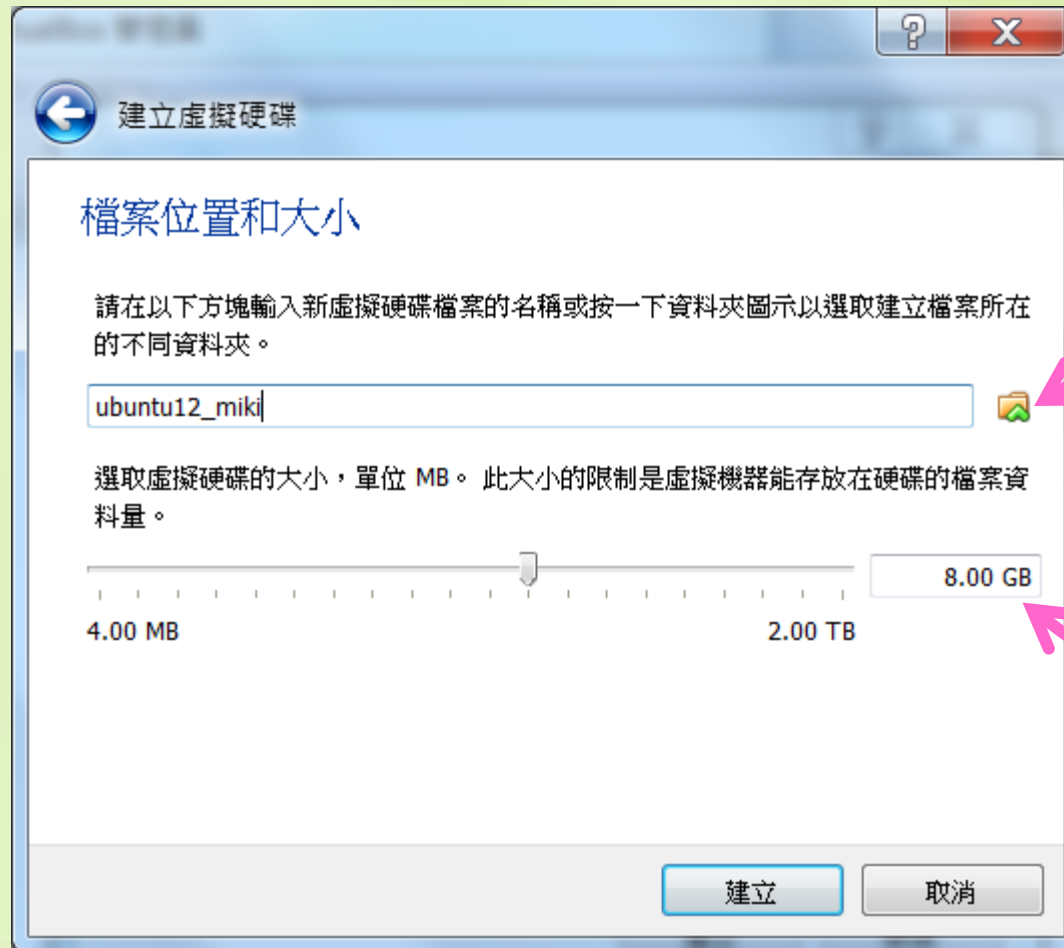 建立虛擬硬碟
檔案位置和大小
請在以下方塊輸入新虛擬硬碟檔案的名稱或按一下資料夾圖示以選取建立檔案所在
的不同資料夾。
ubuntu12_miki
選取虛擬硬碟的大小，單位 MB。 此大小的限制是虛擬機器能存放在硬碟的檔案資
料量。
8.00 GB
4.00 MB 2.00 TB
建立 取消